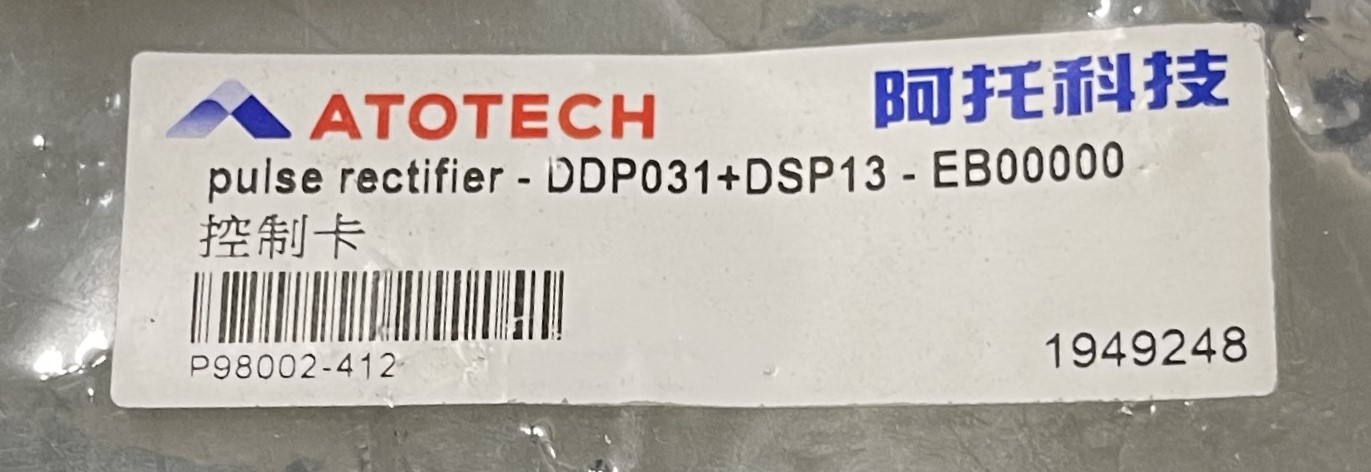 ATOTECH 阿托科技
pulse rectifier - DDP031+DSP13 - EB00000
控制卡
P98002-412
1949248